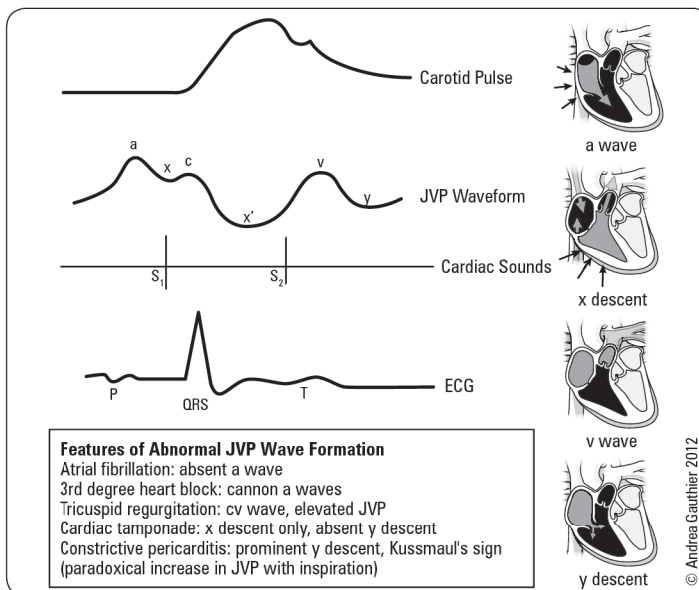 Carotid Pulse
a wave
a
x
c
x'
v
y
JVP Waveform
S1
S2
Cardiac Sounds
x descent
P
QRS
T
ECG
v wave
Features of Abnormal JVP Wave Formation
Atrial fibrillation: absent a wave
3rd degree heart block: cannon a waves
Tricuspid regurgitation: cv wave, elevated JVP
Cardiac tamponade: x descent only, absent y descent
Constrictive pericarditis: prominent y descent, Kussmaul's sign
(paradoxical increase in JVP with inspiration)
y descent
© Andrea Gauthier 2012